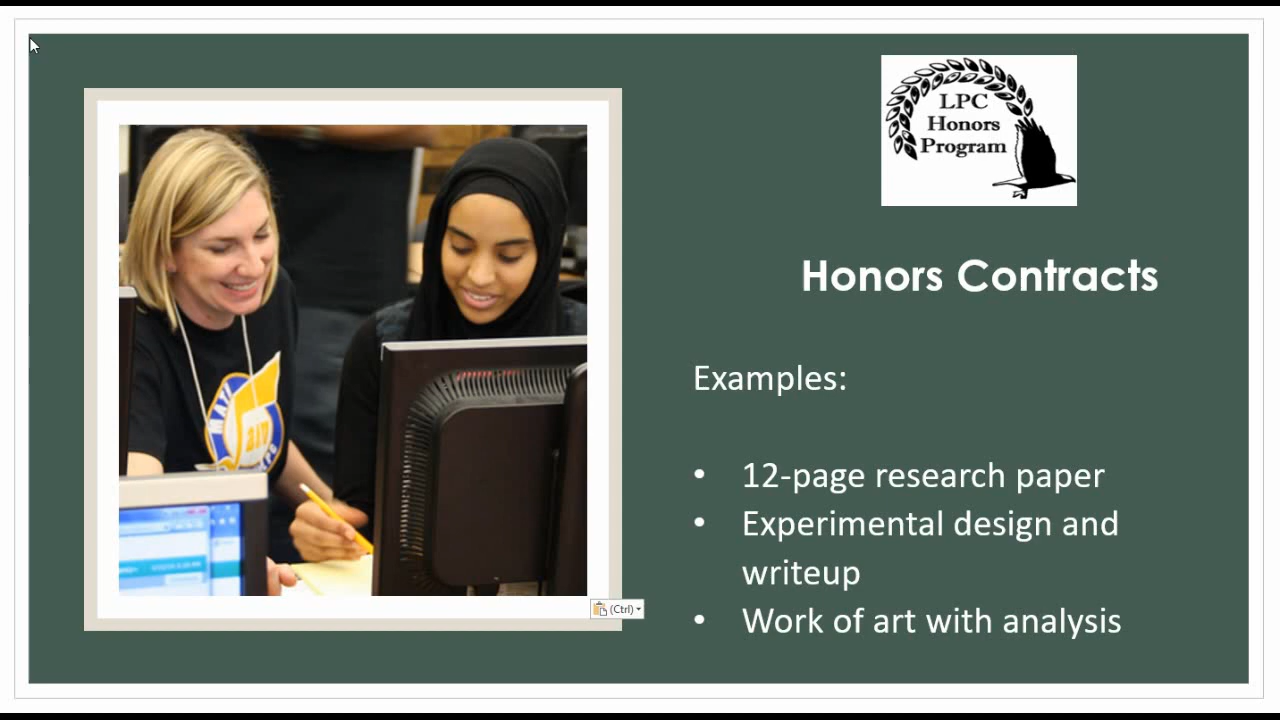 LPC
Honors
Program
Honors Contracts
Examples:
• 12-page research paper
• Experimental design and
writeup
• Work of art with analysis
(Ctrl)